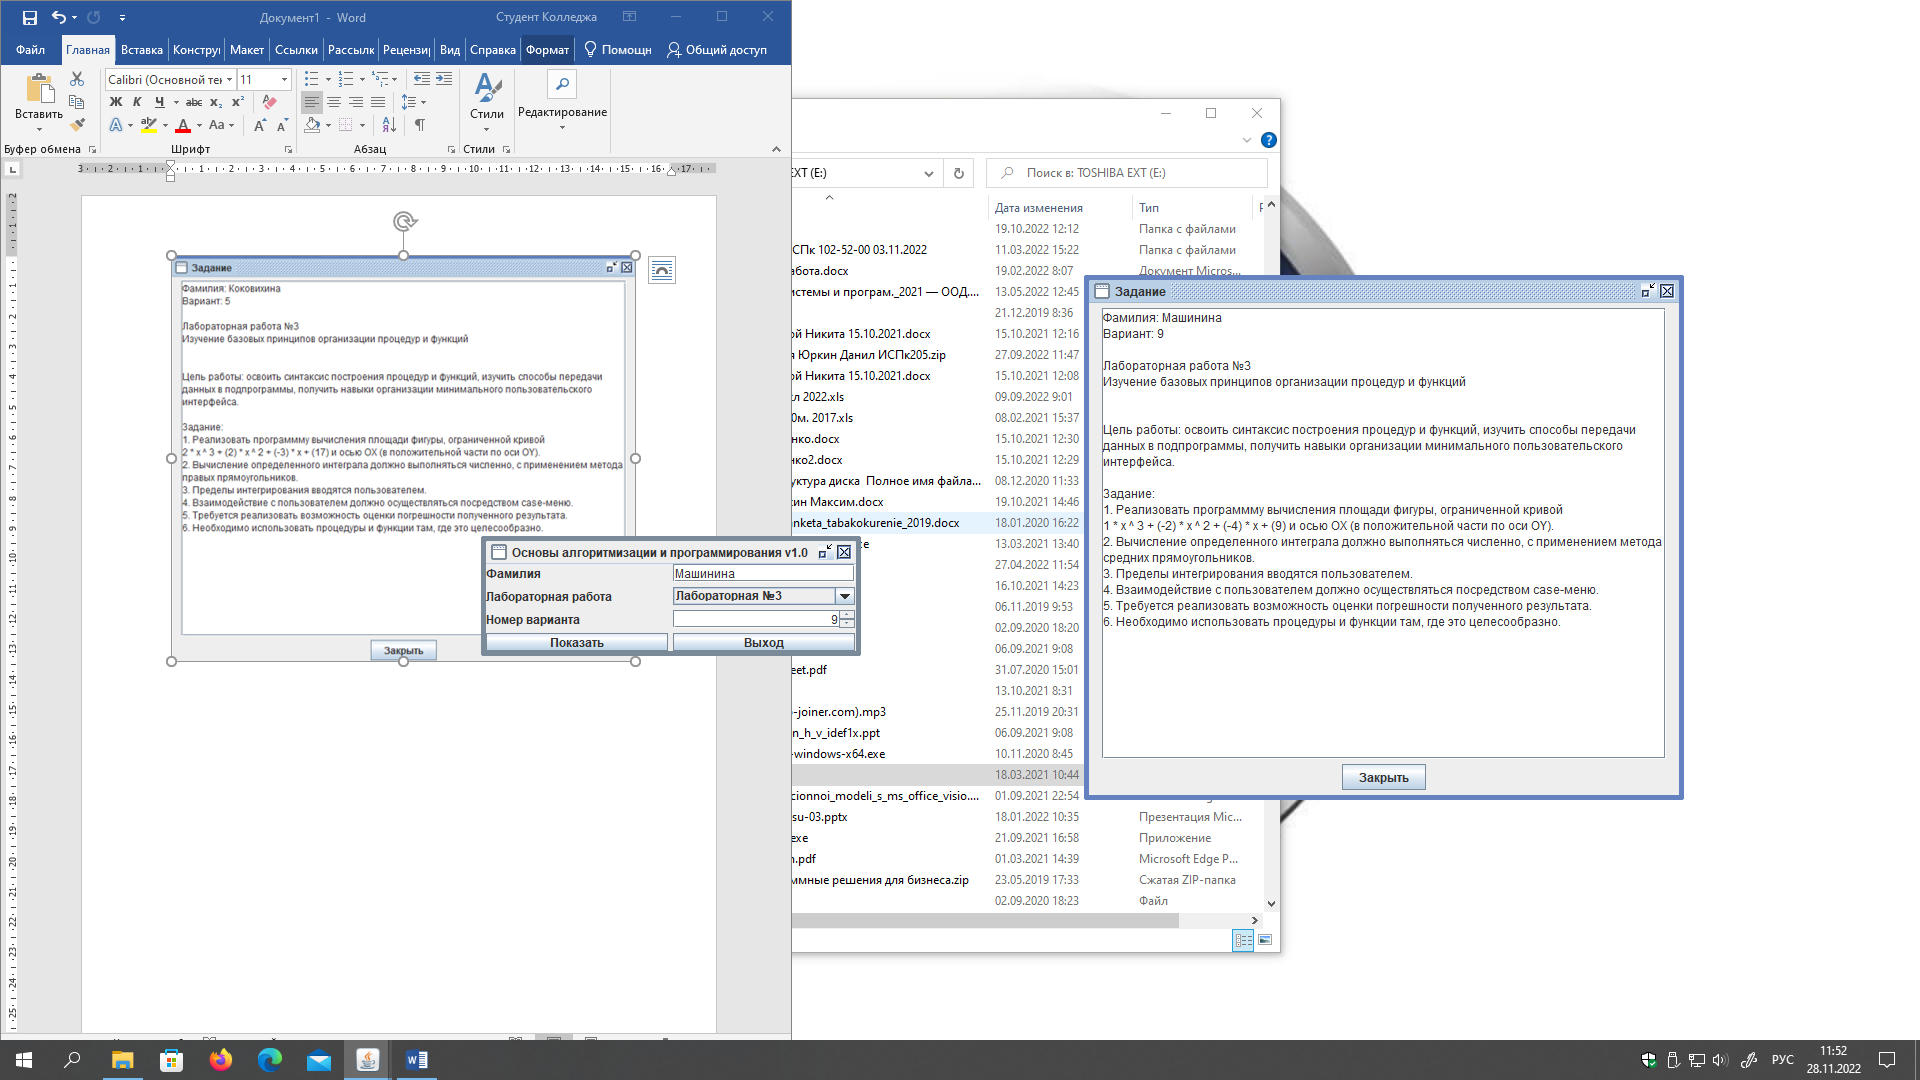 Документ1 - Word
Студент Колледжа
Файл
Главная
Вставка
Констру
Макет
Ссылки
Рассылк
Рецензи
Вид
Справка
Формат
Помощн
Общий доступ
Вставить
Calibri (Основной те
11
Ж К Ч abc x₂ x²
Aa
Стили
Редактирование
Буфер обмена
Шрифт
Абзац
Стили
Задание
Фамилия: Коковихина
Вариант: 5
Лабораторная работа №3
Изучение базовых принципов организации процедур и функций
Цель работы: освоить синтаксис построения процедур и функций, изучить способы передачи
данных в подпрограммы, получить навыки организации минимального пользовательского
интерфейса.
Задание:
1. Реализовать программму вычисления площади фигуры, ограниченной кривой
2 * x ^ 3 + (2) * x ^ 2 + (-3) * x + (17) и осью OX (в положительной части по оси OY).
2. Вычисление определенного интеграла должно выполняться численно, с применением метода
правых прямоугольников.
3. Пределы интегрирования вводятся пользователем.
4. Взаимодействие с пользователем должно осуществляться посредством case-меню.
5. Требуется реализовать возможность оценки погрешности полученного результата.
6. Необходимо использовать процедуры и функции там, где это целесообразно.
Закрыть
Основы алгоритмизации и программирования v1.0
Фамилия
Машинина
Лабораторная работа
Лабораторная №3
Номер варианта
9
Показать
Выход
EXT (E:)
Поиск в: TOSHIBA EXT (E:)
Дата изменения
Тип
19.10.2022 12:12
Папка с файлами
СПк 102-52-00 03.11.2022
11.03.2022 15:22
Папка с файлами
абота.docx
19.02.2022 8:07
Документ Micros...
истемы и програм._2021 — ООД....
13.05.2022 12:45
21.12.2019 8:36
ой Никита 15.10.2021.docx
15.10.2021 12:16
я Юркин Данил ИСПк205.zip
27.09.2022 11:47
ой Никита 15.10.2021.docx
15.10.2021 12:08
кл 2022.xls
09.09.2022 9:01
0м. 2017.xls
08.02.2021 15:37
нко.docx
15.10.2021 12:30
нко2.docx
15.10.2021 12:29
уктура диска Полное имя файла...
08.12.2020 11:33
кин Максим.docx
19.10.2021 14:46
nketa_tabakokurenie_2019.docx
18.01.2020 16:22
e
13.03.2021 13:40
27.04.2022 11:54
16.10.2021 14:23
06.11.2019 9:53
02.09.2020 18:20
06.09.2021 9:08
eet.pdf
31.07.2020 15:01
13.10.2021 8:31
-joiner.com).mp3
25.11.2019 20:31
n_h_v_idef1x.ppt
06.09.2021 9:08
-windows-x64.exe
10.11.2020 8:45
18.03.2021 10:44
cionnoi_modeli_s_ms_office_visio....
01.09.2021 22:54
su-03.pptx
18.01.2022 10:35
Презентация Mic...
exe
21.09.2021 16:58
Приложение
n.pdf
01.03.2021 14:39
Microsoft Edge P...
ммные решения для бизнеса.zip
23.05.2019 17:33
Сжатая ZIP-папка
02.09.2020 18:23
Файл
Задание
Фамилия: Машинина
Вариант: 9
Лабораторная работа №3
Изучение базовых принципов организации процедур и функций
Цель работы: освоить синтаксис построения процедур и функций, изучить способы передачи
данных в подпрограммы, получить навыки организации минимального пользовательского
интерфейса.
Задание:
1. Реализовать программму вычисления площади фигуры, ограниченной кривой
1 * x ^ 3 + (-2) * x ^ 2 + (-4) * x + (9) и осью OX (в положительной части по оси OY).
2. Вычисление определенного интеграла должно выполняться численно, с применением метода
средних прямоугольников.
3. Пределы интегрирования вводятся пользователем.
4. Взаимодействие с пользователем должно осуществляться посредством case-меню.
5. Требуется реализовать возможность оценки погрешности полученного результата.
6. Необходимо использовать процедуры и функции там, где это целесообразно.
Закрыть
РУС
11:52
28.11.2022